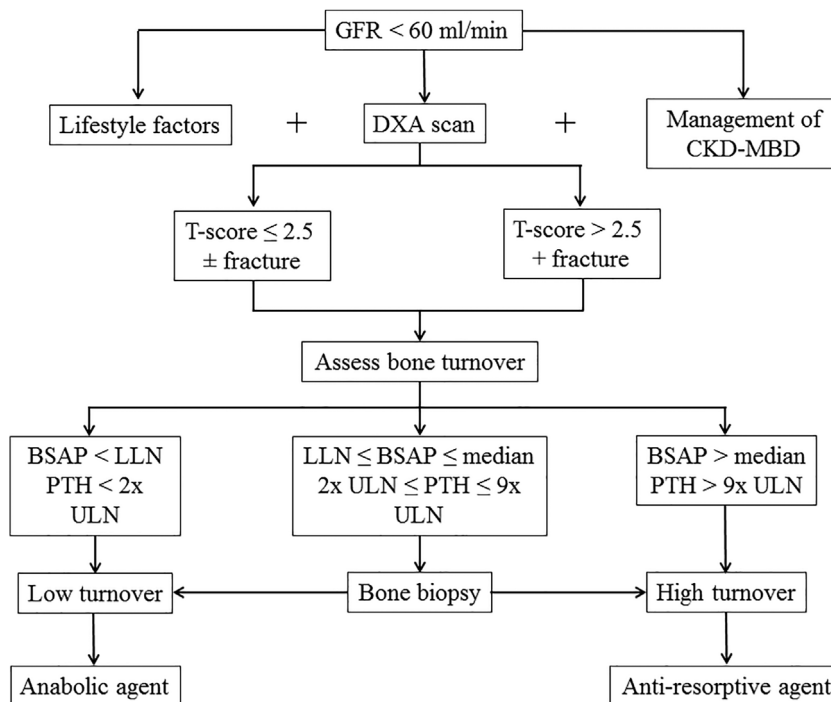 GFR < 60 ml/min
Lifestyle factors
+
DXA scan
+
Management of
CKD-MBD
T-score ≤ 2.5
± fracture
T-score > 2.5
+ fracture
Assess bone turnover
BSAP < LLN
PTH < 2x
ULN
LLN ≤ BSAP ≤ median
2x ULN ≤ PTH ≤ 9x
ULN
BSAP > median
PTH > 9x ULN
Low turnover
Bone biopsy
High turnover
Anabolic agent
Anti-resorptive agent